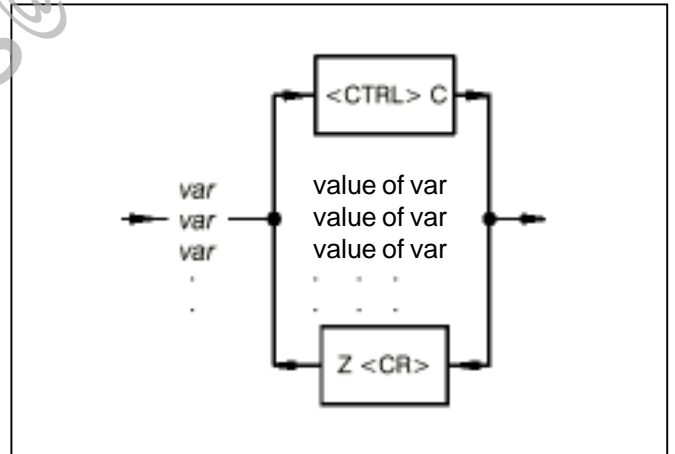 <CTRL> C
var value of var
var value of var
var value of var
. . . .
. . . .
Z <CR>